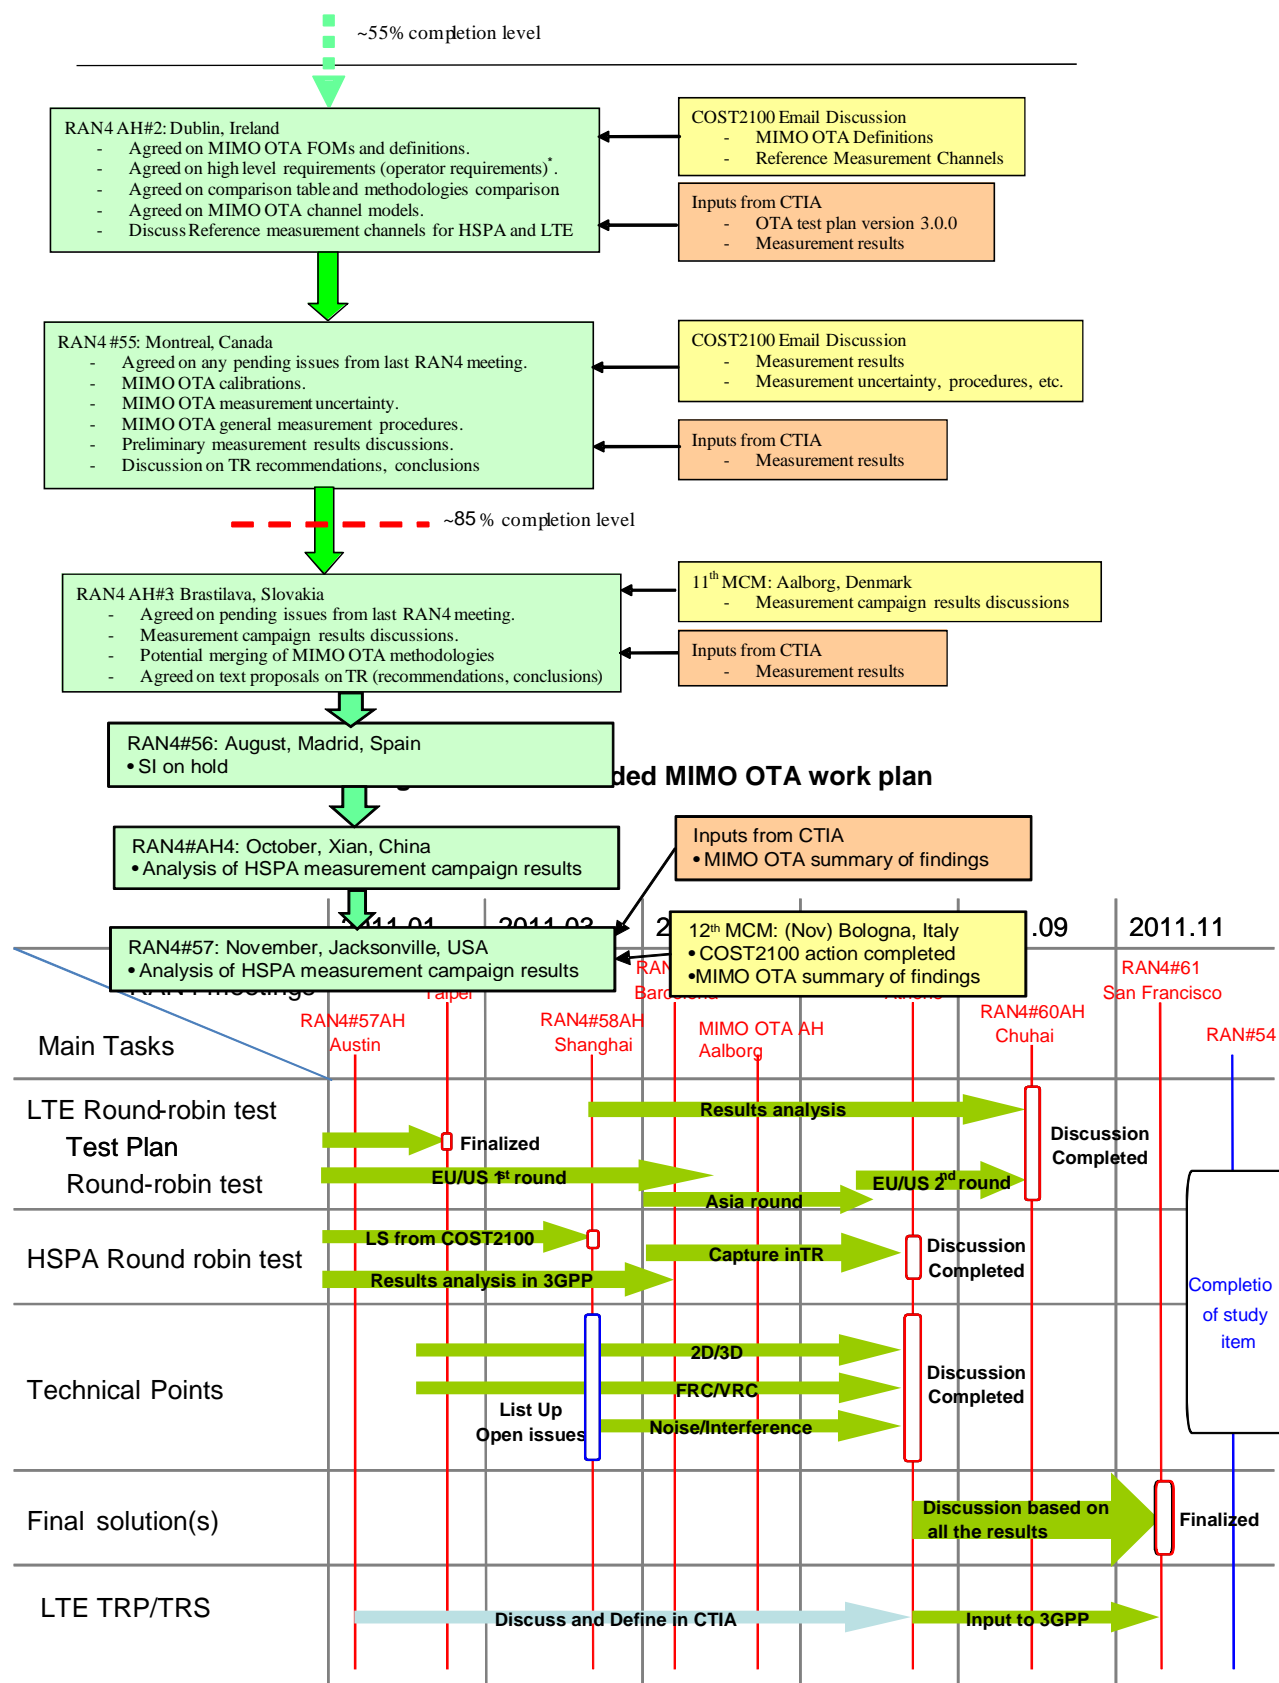 ~55% completion level
RAN4 AH#2: Dublin, Ireland
- Agreed on MIMO OTA FOMs and definitions.
- Agreed on high level requirements (operator requirements)*.
- Agreed on comparison table and methodologies comparison
- Agreed on MIMO OTA channel models.
- Discuss Reference measurement channels for HSPA and LTE
COST2100 Email Discussion
- MIMO OTA Definitions
- Reference Measurement Channels
Inputs from CTIA
- OTA test plan version 3.0.0
- Measurement results
RAN4 #55: Montreal, Canada
- Agreed on any pending issues from last RAN4 meeting.
- MIMO OTA calibrations.
- MIMO OTA measurement uncertainty.
- MIMO OTA general measurement procedures.
- Preliminary measurement results discussions.
- Discussion on TR recommendations, conclusions
COST2100 Email Discussion
- Measurement results
- Measurement uncertainty, procedures, etc.
Inputs from CTIA
- Measurement results
~85 % completion level
RAN4 AH#3 Brastilava, Slovakia
- Agreed on pending issues from last RAN4 meeting.
- Measurement campaign results discussions.
- Potential merging of MIMO OTA methodologies
- Agreed on text proposals on TR (recommendations, conclusions)
11th MCM: Aalborg, Denmark
- Measurement campaign results discussions
Inputs from CTIA
- Measurement results
RAN4#56: August, Madrid, Spain
• SI on hold
ded MIMO OTA work plan
RAN4#AH4: October, Xian, China
• Analysis of HSPA measurement campaign results
Inputs from CTIA
• MIMO OTA summary of findings
2011.01 2011.03 2 .09 2011.11
RAN4#57: November, Jacksonville, USA
• Analysis of HSPA measurement campaign results
12th MCM: (Nov) Bologna, Italy
• COST2100 action completed
• MIMO OTA summary of findings
RAN4#61
San Francisco
RAN4#57AH
Austin
RAN4#58AH
Shanghai
MIMO OTA AH
Aalborg
RAN4#60AH
Chuhai
RAN#54
Main Tasks
LTE Round-robin test
Results analysis
Test Plan
Finalized
Discussion
Completed
Round-robin test
EU/US 1st round
Asia round
EU/US 2nd round
HSPA Round robin test
LS from COST2100
Results analysis in 3GPP
Capture inTR
Discussion
Completed
Completio
of study
item
Technical Points
2D/3D
FRC/VRC
Noise/Interference
List Up
Open issues
Discussion
Completed
Final solution(s)
Discussion based on
all the results
Finalized
LTE TRP/TRS
Discuss and Define in CTIA
Input to 3GPP